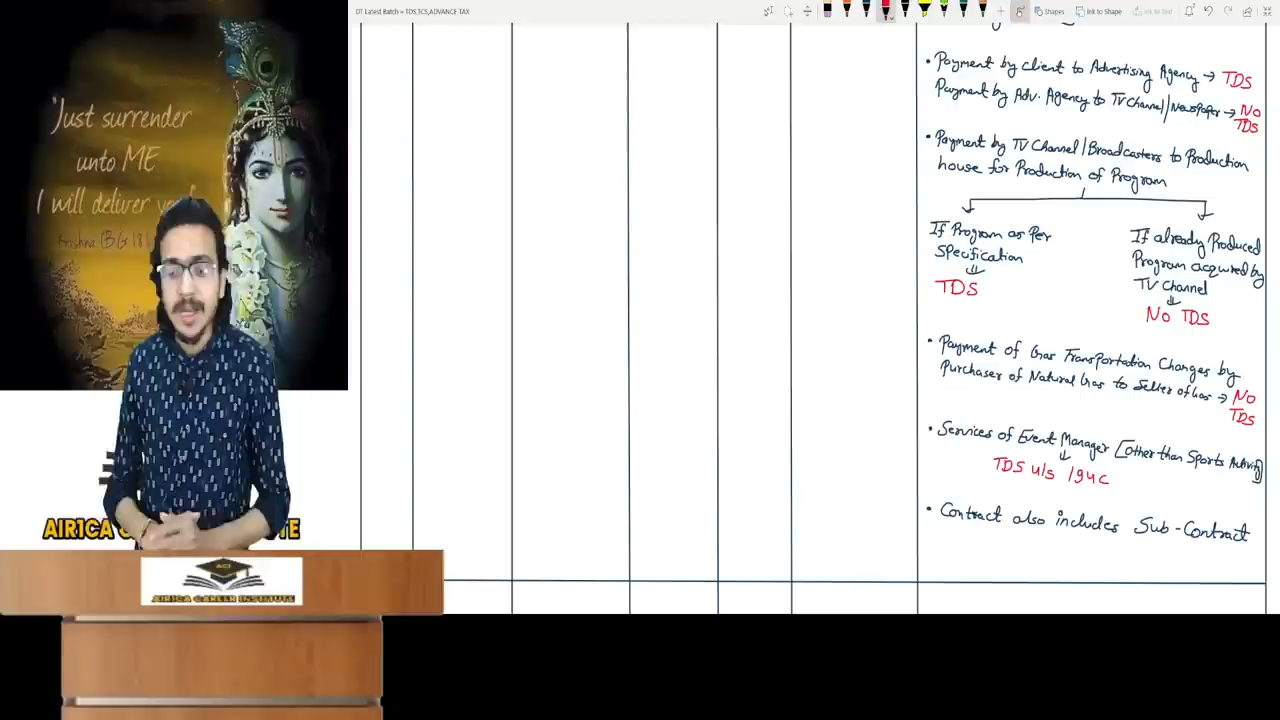 DT Latest Batch = TDS,TCS,ADVANCE TAX
Shapes
Ink to Shape
Ink to Text
"Just surrender
unto ME
I will deliver
Krishna (BG 18
AIRICA
ACI
AIRICA CAREER INSTITUTE
• Payment by Client to Advertising Agency → TDS
Payment by Adv. Agency to TV Channel/Newspaper → NO
TDS
• Payment by TV Channel/Broadcasters to Production
house for Production of Program
If Program as Per
Specification
TDS
If already Produced
Program acquired by
TV Channel
No TDS
• Payment of Gas Transportation Charges by
Purchaser of Natural Gas to Seller of Gas → NO
TDS
• Services of Event Manager [Other than Sports Activity]
TDS u/s 194C
• Contract also includes Sub-Contract